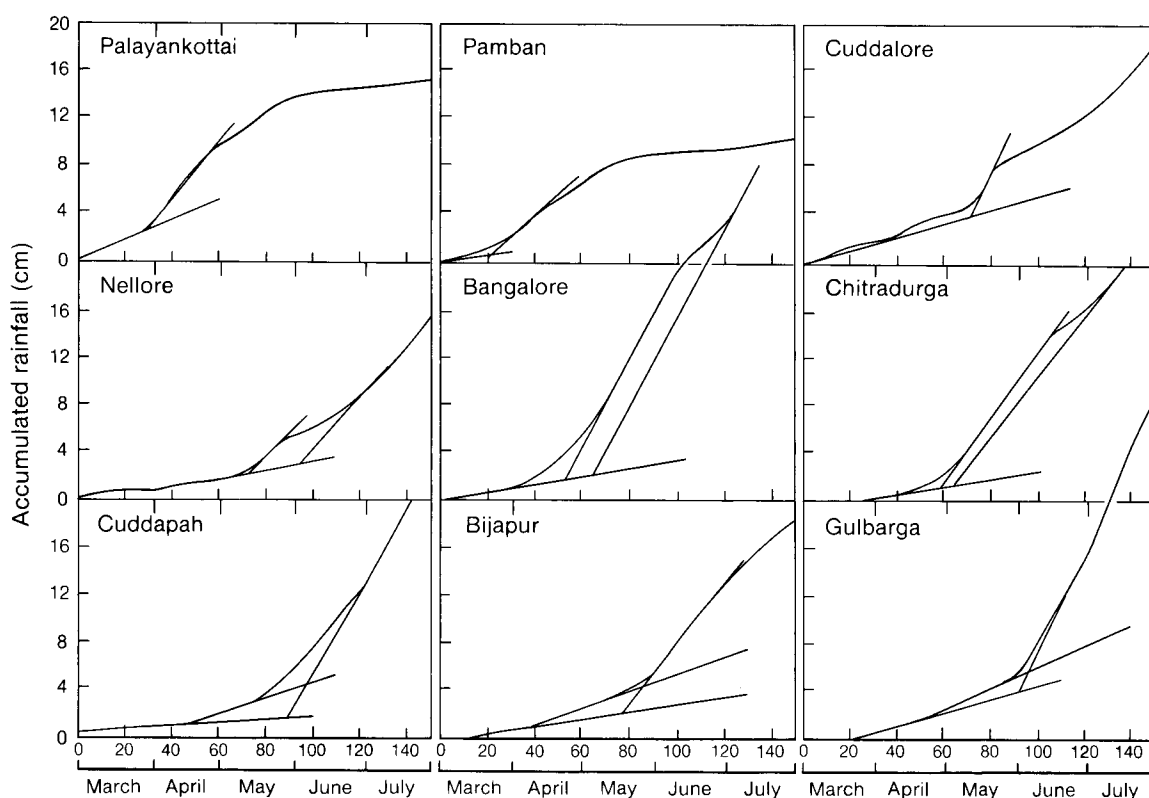 Accumulated rainfall (cm)
20
16
12
8
4
0
Palayankottai
Pamban
Cuddalore
16
12
8
4
0
Nellore
Bangalore
Chitradurga
16
12
8
4
0
Cuddapah
Bijapur
Gulbarga
0 20 40 60 80 100 120 140
0 20 40 60 80 100 120 140
0 20 40 60 80 100 120 140
March April May June July
March April May June July
March April May June July